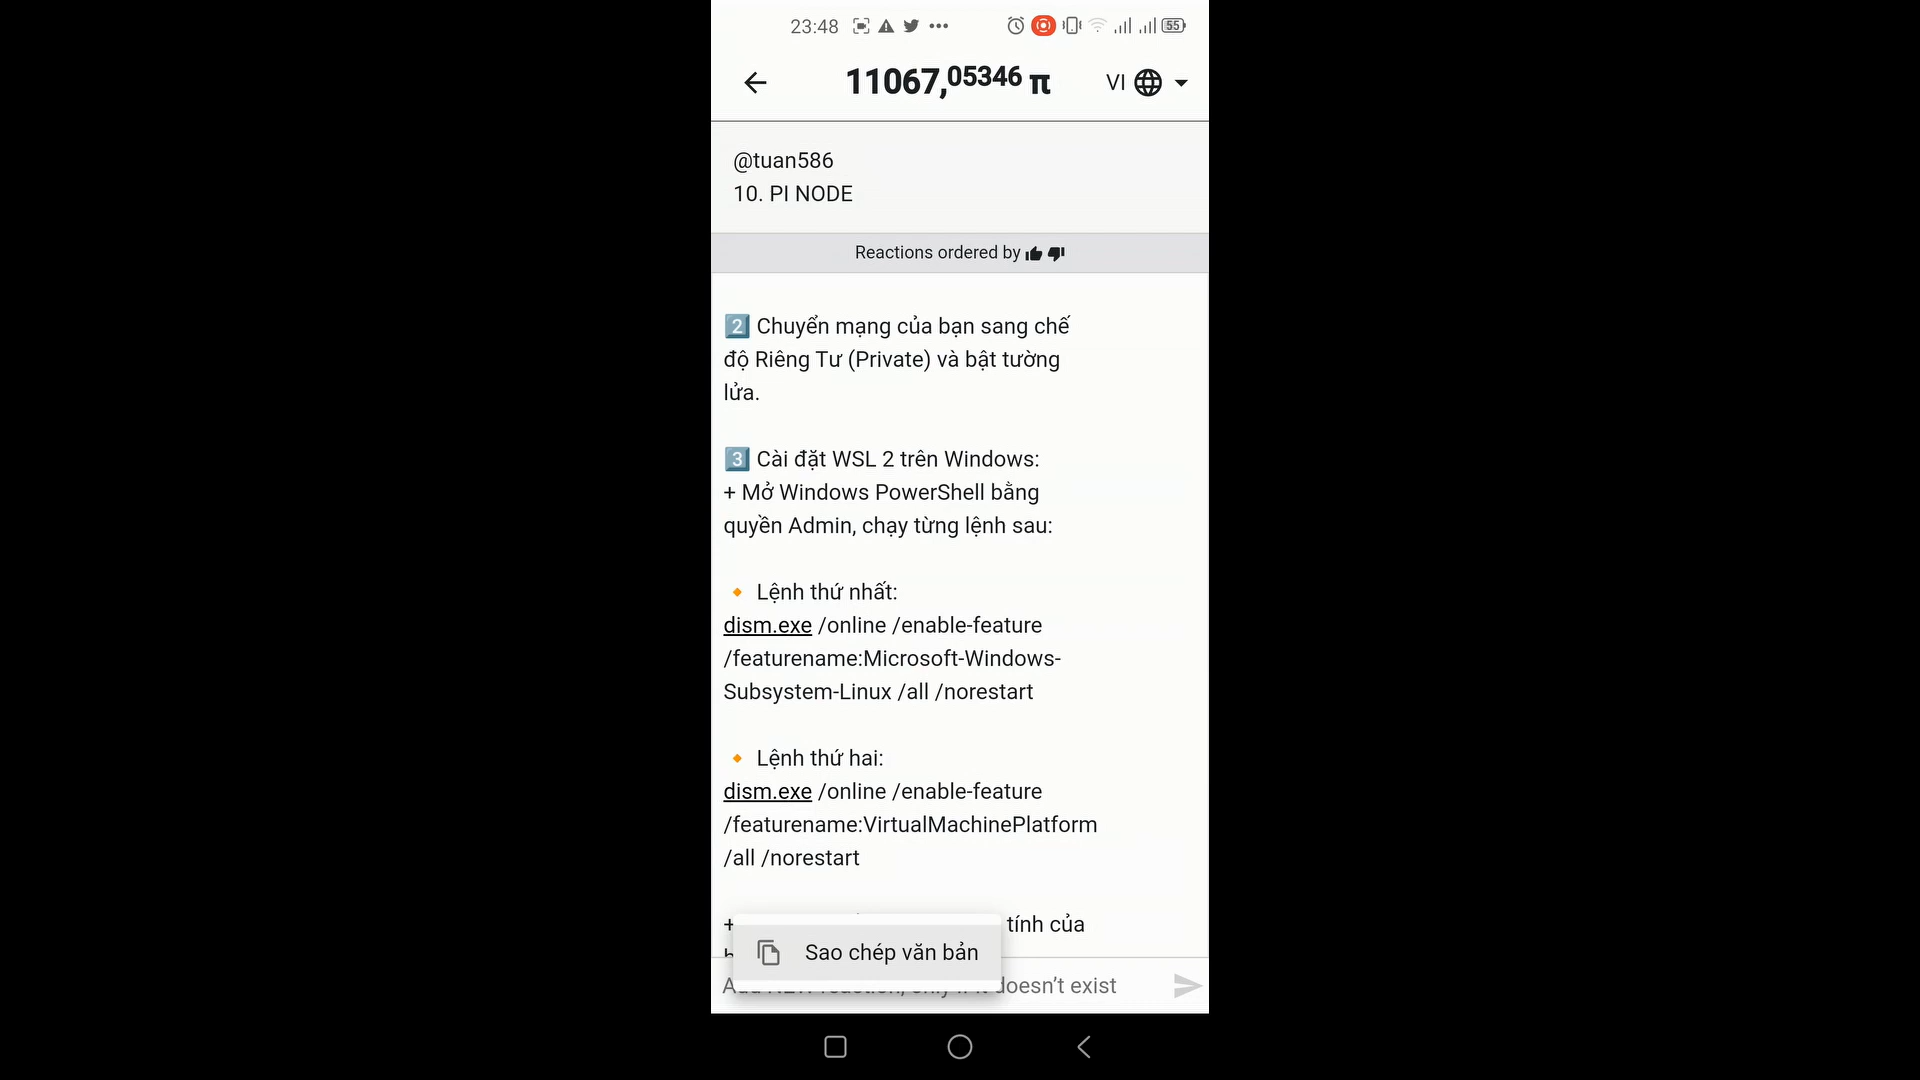 23:48
55
11067,05346 π
VI
@tuan586
10. PI NODE
Reactions ordered by
2 Chuyển mạng của bạn sang chế
độ Riêng Tư (Private) và bật tường
lửa.
3 Cài đặt WSL 2 trên Windows:
+ Mở Windows PowerShell bằng
quyền Admin, chạy từng lệnh sau:
🔸 Lệnh thứ nhất:
dism.exe /online /enable-feature
/featurename:Microsoft-Windows-
Subsystem-Linux /all /norestart
🔸 Lệnh thứ hai:
dism.exe /online /enable-feature
/featurename:VirtualMachinePlatform
/all /norestart
+ tính của
Sao chép văn bản
doesn’t exist